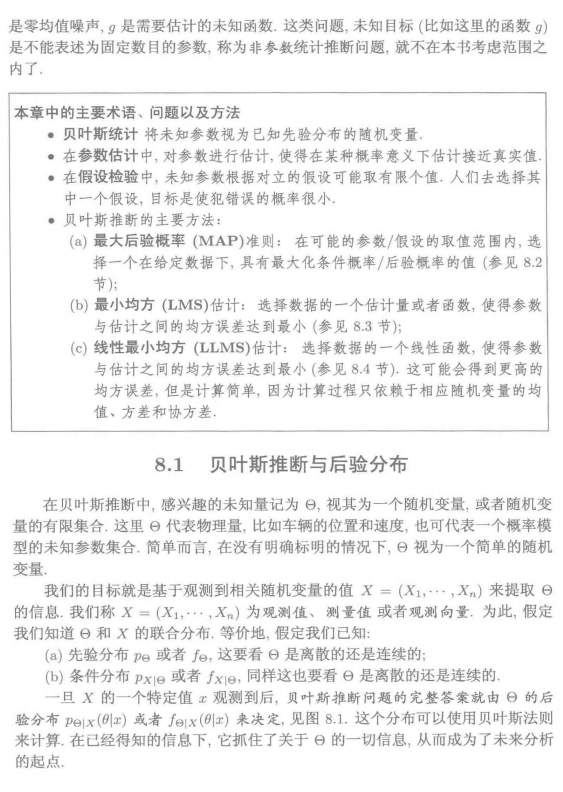 是零均值噪声, g 是需要估计的未知函数. 这类问题, 未知目标 (比如这里的函数 g)
是不能表述为固定数目的参数, 称为非参数统计推断问题, 就不在本书考虑范围之
内了.
本章中的主要术语、问题以及方法
• 贝叶斯统计 将未知参数视为已知先验分布的随机变量.
• 在参数估计中, 对参数进行估计, 使得在某种概率意义下估计接近真实值.
• 在假设检验中, 未知参数根据对立的假设可能取有限个值. 人们去选择其
中一个假设, 目标是使犯错误的概率很小.
• 贝叶斯推断的主要方法:
(a) 最大后验概率 (MAP)准则: 在可能的参数/假设的取值范围内, 选
择一个在给定数据下, 具有最大化条件概率/后验概率的值 (参见 8.2
节);
(b) 最小均方 (LMS)估计: 选择数据的一个估计量或者函数, 使得参数
与估计之间的均方误差达到最小 (参见 8.3 节);
(c) 线性最小均方 (LLMS)估计: 选择数据的一个线性函数, 使得参数
与估计之间的均方误差达到最小 (参见 8.4 节). 这可能会得到更高的
均方误差, 但是计算简单, 因为计算过程只依赖于相应随机变量的均
值、方差和协方差.
8.1 贝叶斯推断与后验分布
在贝叶斯推断中, 感兴趣的未知量记为 Θ, 视其为一个随机变量, 或者随机变
量的有限集合. 这里 Θ 代表物理量, 比如车辆的位置和速度, 也可代表一个概率模
型的未知参数集合. 简单而言, 在没有明确标明的情况下, Θ 视为一个简单的随机
变量.
我们的目标就是基于观测到相关随机变量的值 X = (X₁, ⋯ , Xₙ) 来提取 Θ
的信息. 我们称 X = (X₁, ⋯ , Xₙ) 为观测值、测量值 或者观测向量. 为此, 假定
我们知道 Θ 和 X 的联合分布. 等价地, 假定我们已知:
(a) 先验分布 p_Θ 或者 f_Θ, 这要看 Θ 是离散的还是连续的;
(b) 条件分布 p_{X|Θ} 或者 f_{X|Θ}, 同样这也要看 Θ 是离散的还是连续的.
一旦 X 的一个特定值 x 观测到后, 贝叶斯推断问题的完整答案就由 Θ 的后
验分布 p_{Θ|X}(θ|x) 或者 f_{Θ|X}(θ|x) 来决定, 见图 8.1. 这个分布可以使用贝叶斯法则
来计算. 在已经得知的信息下, 它抓住了关于 Θ 的一切信息, 从而成为了未来分析
的起点.